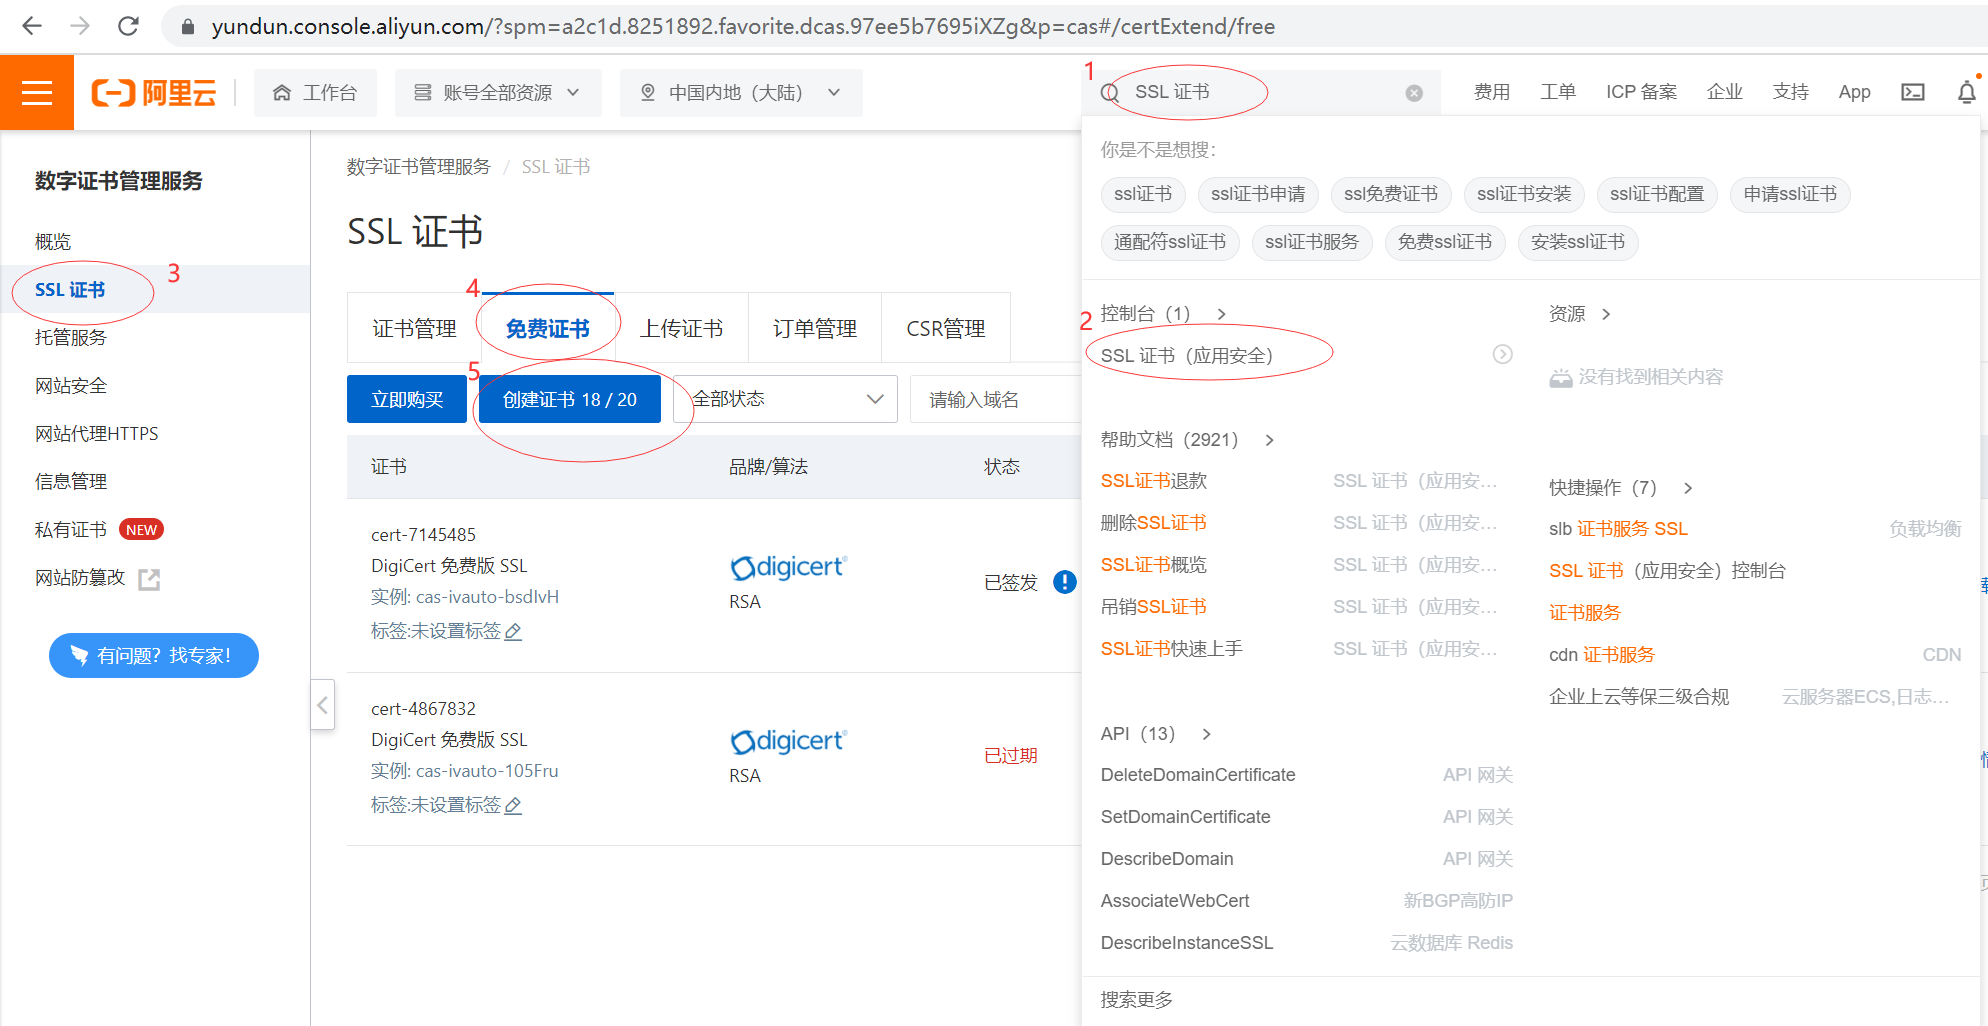 yundun.console.aliyun.com/?spm=a2c1d.8251892.favorite.dcas.97ee5b7695iXZg&p=cas#/certExtend/free
阿里云
工作台
账号全部资源
中国内地（大陆）
1
SSL 证书
费用
工单
ICP 备案
企业
支持
App
数字证书管理服务
概览
SSL 证书
3
托管服务
网站安全
网站代理HTTPS
信息管理
私有证书 NEW
网站防篡改
有问题？找专家！
数字证书管理服务 / SSL 证书
SSL 证书
4
证书管理
免费证书
上传证书
订单管理
CSR管理
5
立即购买
创建证书 18 / 20
全部状态
请输入域名
证书
品牌/算法
状态
cert-7145485
DigiCert 免费版 SSL
实例: cas-ivauto-bsdIvH
标签:未设置标签
digicert
RSA
已签发
cert-4867832
DigiCert 免费版 SSL
实例: cas-ivauto-105Fru
标签:未设置标签
digicert
RSA
已过期
你是不是想搜：
ssl证书
ssl证书申请
ssl免费证书
ssl证书安装
ssl证书配置
申请ssl证书
通配符ssl证书
ssl证书服务
免费ssl证书
安装ssl证书
2
控制台（1）
SSL 证书（应用安全）
资源
没有找到相关内容
帮助文档（2921）
SSL证书退款 SSL 证书（应用安...
删除SSL证书 SSL 证书（应用安...
SSL证书概览 SSL 证书（应用安...
吊销SSL证书 SSL 证书（应用安...
SSL证书快速上手 SSL 证书（应用安...
快捷操作（7）
slb 证书服务 SSL 负载均衡
SSL 证书（应用安全）控制台
证书服务
cdn 证书服务 CDN
企业上云等保三级合规 云服务器ECS,日志...
API（13）
DeleteDomainCertificate API 网关
SetDomainCertificate API 网关
DescribeDomain API 网关
AssociateWebCert 新BGP高防IP
DescribeInstanceSSL 云数据库 Redis
搜索更多